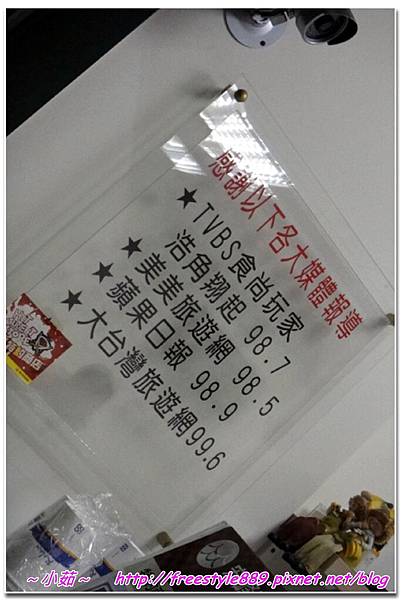 感謝以下各大媒體報導
★TVBS食尚玩家
浩角翔起 98.7
★美美旅遊網 98.5
★蘋果日報 98.9
★大台灣旅遊網99.6
~小茹~ http://freestyle889.pixnet.net/blog